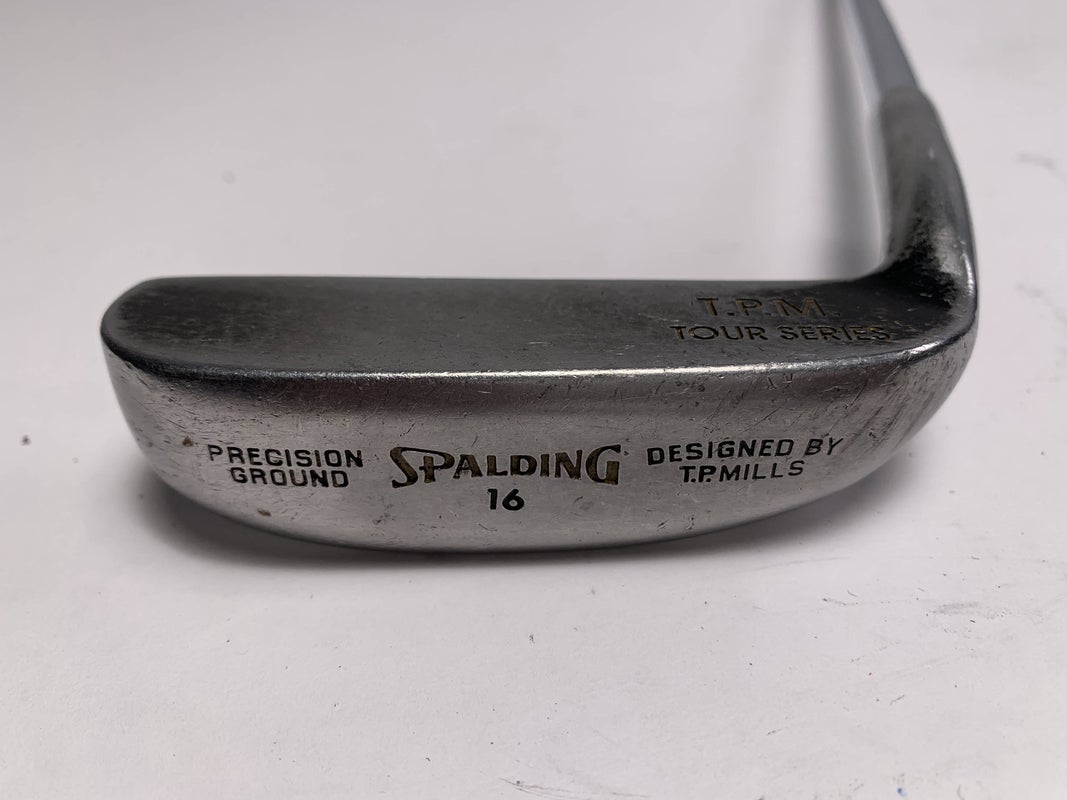 T.P.M.
TOUR SERIES
PRECISION
GROUND
SPALDING
16
DESIGNED BY
T.P. MILLS